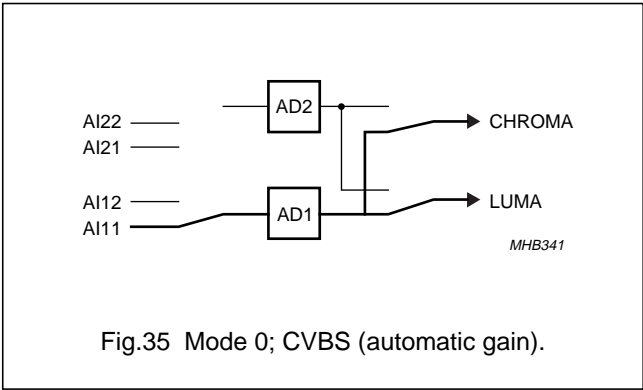 AD2
AI22
CHROMA
AI21
AI12
LUMA
AI11
AD1
MHB341
Fig.35 Mode 0; CVBS (automatic gain).